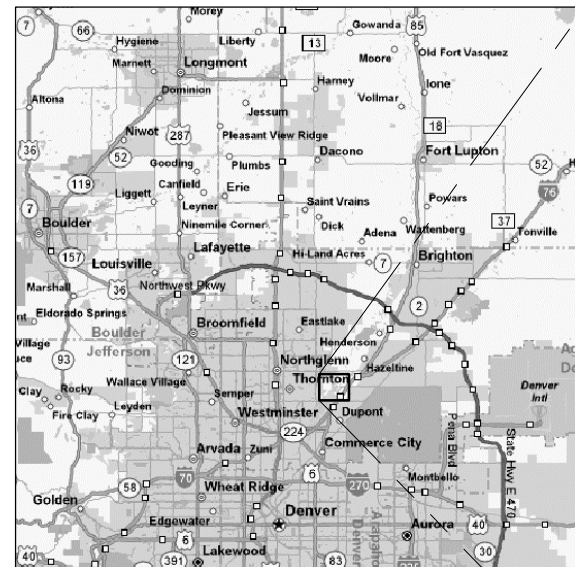 Morey
7
66
Hygiene
Liberty
13
Gowanda
85
Marnett
Longmont
Moore
Old Fort Vasquez
Dominion
Harney
Ione
Altona
Jessum
Vollmar
Niwot
287
Pleasant View Ridge
18
36
52
Gooding
Plumbs
Dacono
Fort Lupton
52
119
Canfield
Erie
76
Liggett
Leyner
Saint Vrains
Powars
7
Ninemile Corner
Dick
37
Boulder
Adena
Wattenberg
Tonville
157
Lafayette
Hi-Land Acres
7
Brighton
Louisville
36
Northwest Pkwy
Marshall
2
Eldorado Springs
Broomfield
Eastlake
Village
Boulder
Henderson
Jefferson
93
121
Northglenn
Hazeltine
Wallace Village
Thornton
Denver
Intl
Clay
Rocky
Semper
Fire Clay
Leyden
Westminster
Dupont
Pena Blvd
State Hwy E 470
224
Arvada
Zuni
Commerce City
70
6
Montbello
58
Wheat Ridge
270
Golden
Edgewater
Denver
Denver
Arapahoe
Aurora
40
6
40
391
Lakewood
83
30